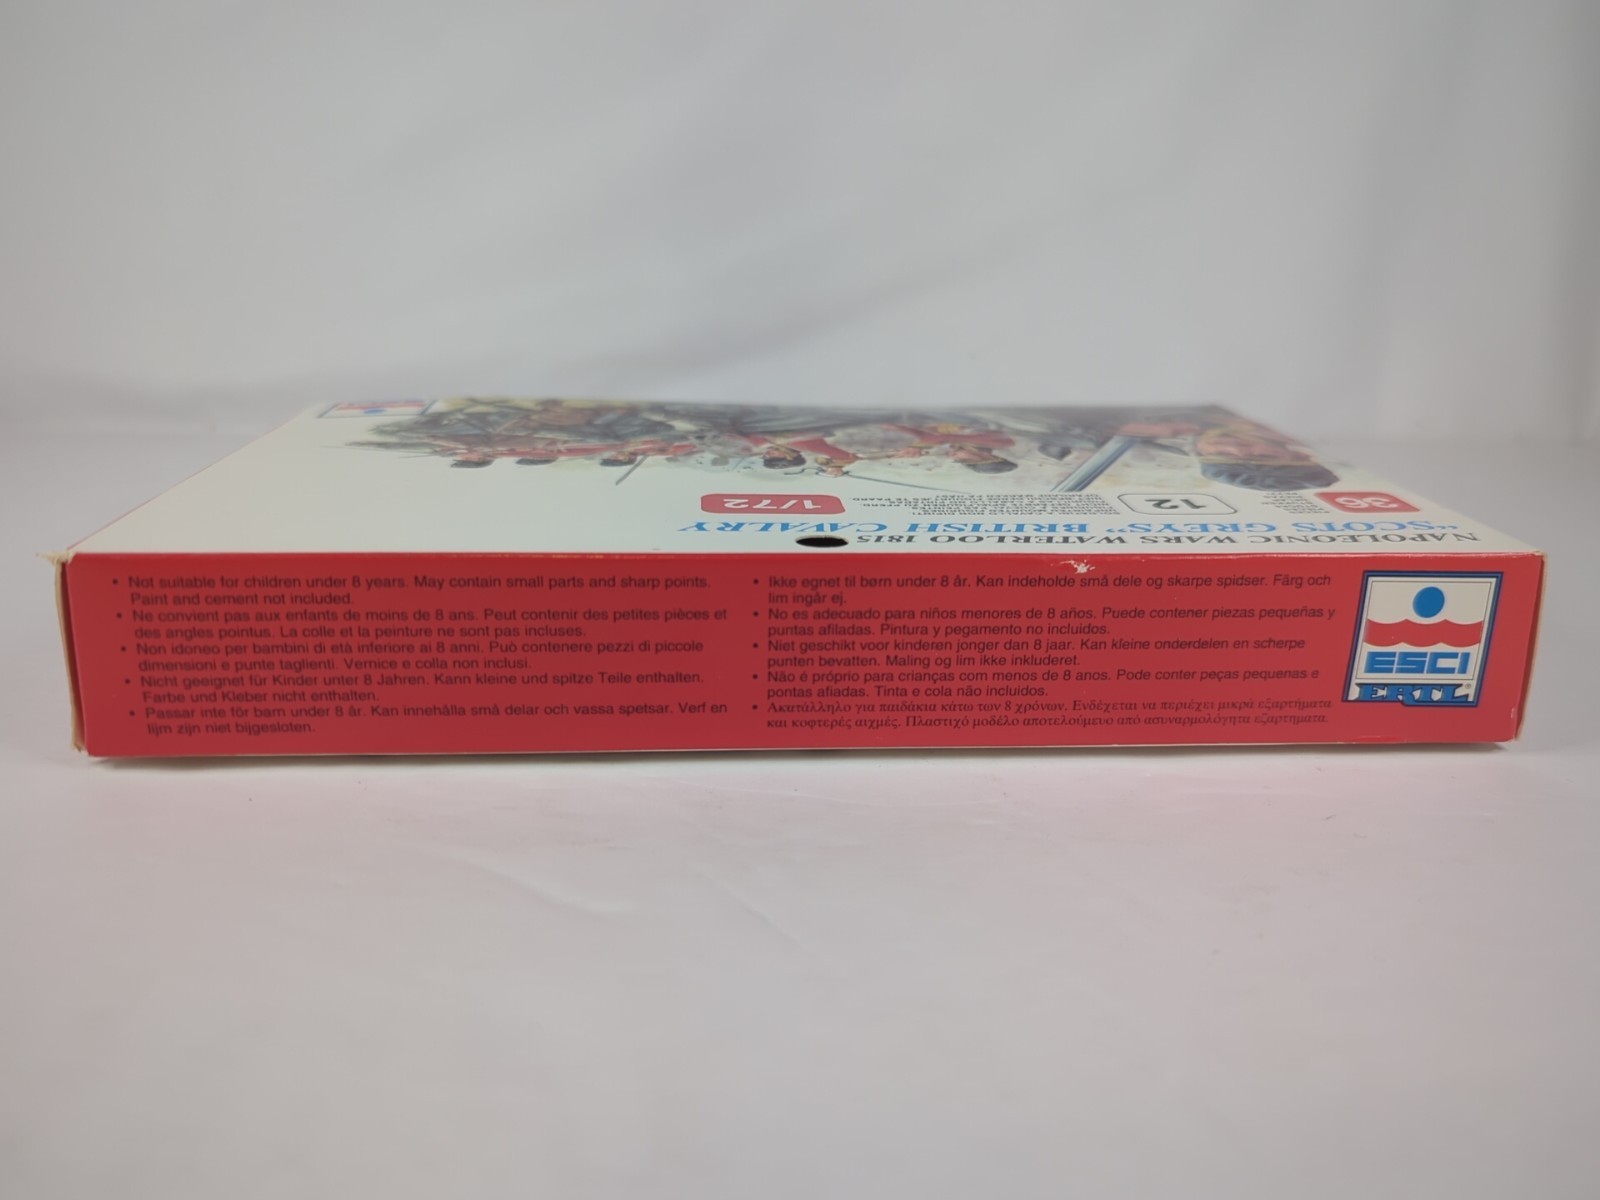 1/72
12
36
"SCOTS GREYS" BRITISH CAVALRY
NAPOLEONIC WARS WATERLOO 1815
• Not suitable for children under 8 years. May contain small parts and sharp points.
Paint and cement not included.
• Ne convient pas aux enfants de moins de 8 ans. Peut contenir des petites pièces et
des angles pointus. La colle et la peinture ne sont pas incluses.
• Non idoneo per bambini di età inferiore ai 8 anni. Può contenere pezzi di piccole
dimensioni e punte taglienti. Vernice e colla non inclusi.
• Nicht geeignet für Kinder unter 8 Jahren. Kann kleine und spitze Teile enthalten.
Farbe und Kleber nicht enthalten.
• Passar inte för barn under 8 år. Kan innehålla små delar och vassa spetsar. Verf en
lijm zijn niet bijgesloten.
• Ikke egnet til børn under 8 år. Kan indeholde små dele og skarpe spidser. Färg och
lim ingår ej.
• No es adecuado para niños menores de 8 años. Puede contener piezas pequeñas y
puntas afiladas. Pintura y pegamento no incluidos.
• Niet geschikt voor kinderen jonger dan 8 jaar. Kan kleine onderdelen en scherpe
punten bevatten. Maling og lim ikke inkluderet.
• Não é próprio para crianças com menos de 8 anos. Pode conter peças pequenas e
pontas afiadas. Tinta e cola não incluidos.
• Ακατάλληλο για παιδάκια κάτω των 8 χρόνων. Ενδέχεται να περιέχει μικρά εξαρτήματα
και κοφτερές αιχμές. Πλαστιχό μοδέλο αποτελούμενο από ασυναρμολόγητα εζαρτηματα.
ESCI
ERTL